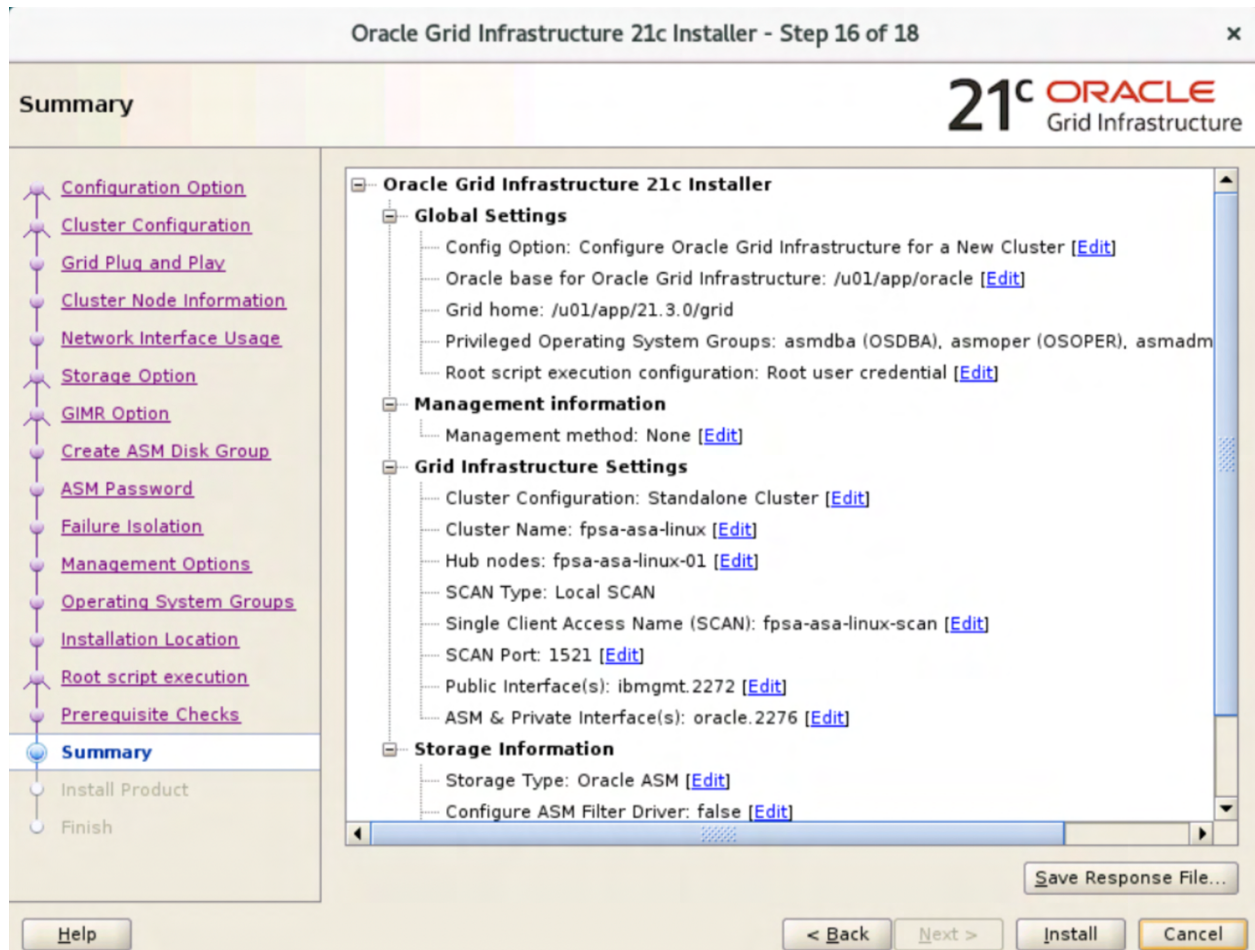 Oracle Grid Infrastructure 21c Installer - Step 16 of 18
×
Summary
21c ORACLE
Grid Infrastructure
Configuration Option
Cluster Configuration
Grid Plug and Play
Cluster Node Information
Network Interface Usage
Storage Option
GIMR Option
Create ASM Disk Group
ASM Password
Failure Isolation
Management Options
Operating System Groups
Installation Location
Root script execution
Prerequisite Checks
Summary
Install Product
Finish
Oracle Grid Infrastructure 21c Installer
Global Settings
Config Option: Configure Oracle Grid Infrastructure for a New Cluster [Edit]
Oracle base for Oracle Grid Infrastructure: /u01/app/oracle [Edit]
Grid home: /u01/app/21.3.0/grid
Privileged Operating System Groups: asmdba (OSDBA), asmoper (OSOPER), asmadm
Root script execution configuration: Root user credential [Edit]
Management information
Management method: None [Edit]
Grid Infrastructure Settings
Cluster Configuration: Standalone Cluster [Edit]
Cluster Name: fpsa-asa-linux [Edit]
Hub nodes: fpsa-asa-linux-01 [Edit]
SCAN Type: Local SCAN
Single Client Access Name (SCAN): fpsa-asa-linux-scan [Edit]
SCAN Port: 1521 [Edit]
Public Interface(s): ibmgmt.2272 [Edit]
ASM & Private Interface(s): oracle.2276 [Edit]
Storage Information
Storage Type: Oracle ASM [Edit]
Configure ASM Filter Driver: false [Edit]
Save Response File...
Help
< Back
Next >
Install
Cancel